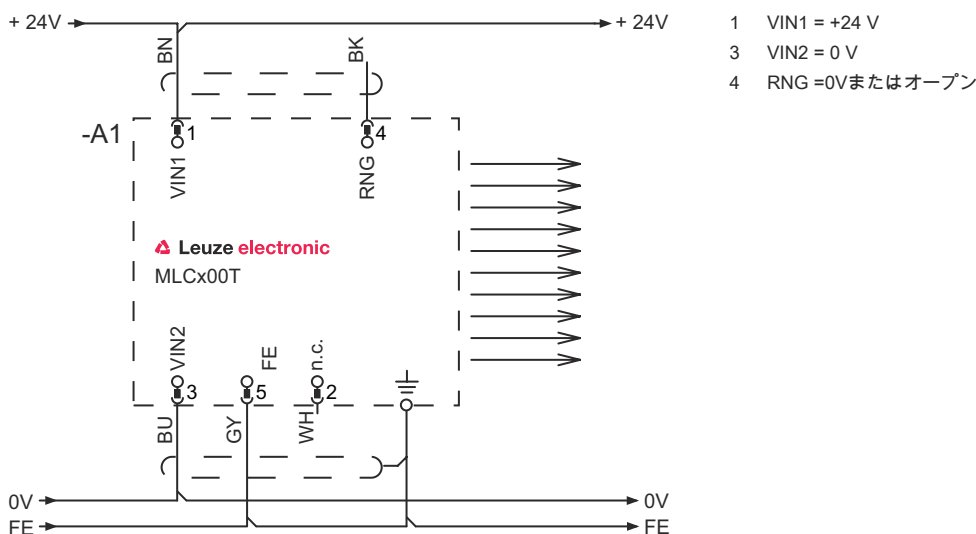 + 24V
+ 24V
1 VIN1 = +24 V
3 VIN2 = 0 V
4 RNG =0Vまたはオープン
BN
BK
-A1
1
4
VIN1
RNG
Leuze electronic
MLCx00T
VIN2
FE
n.c.
3
5
2
BU
GY
WH
0V
0V
FE
FE